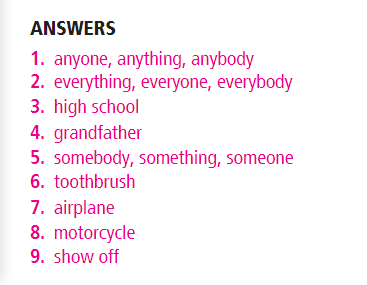 ANSWERS
1. anyone, anything, anybody
2. everything, everyone, everybody
3. high school
4. grandfather
5. somebody, something, someone
6. toothbrush
7. airplane
8. motorcycle
9. show off